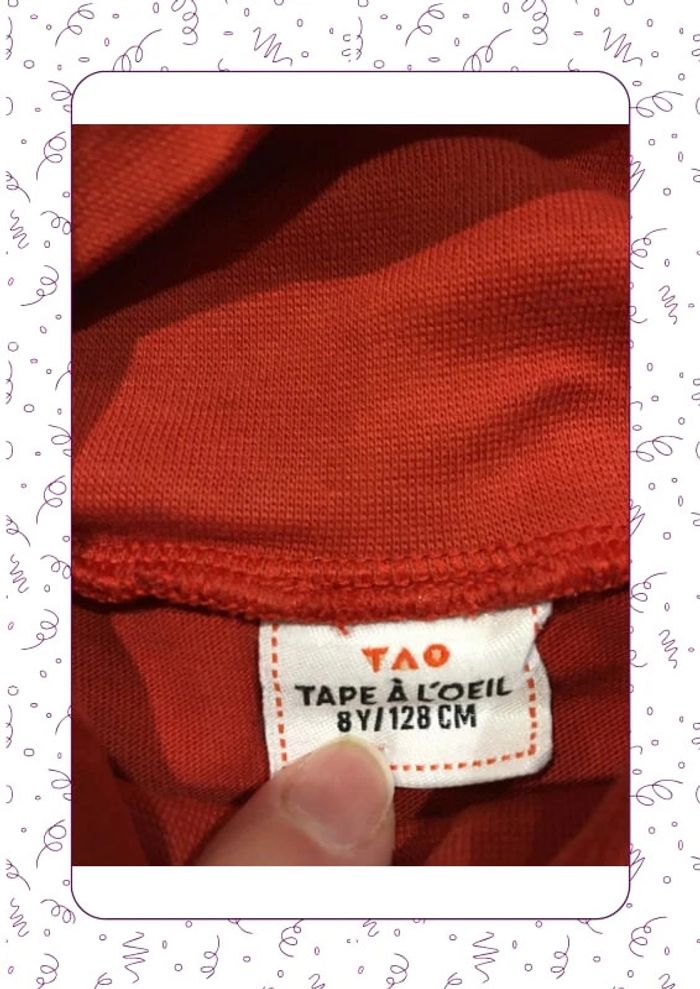 TAO
TAPE À L'OEIL
8Y/128 CM